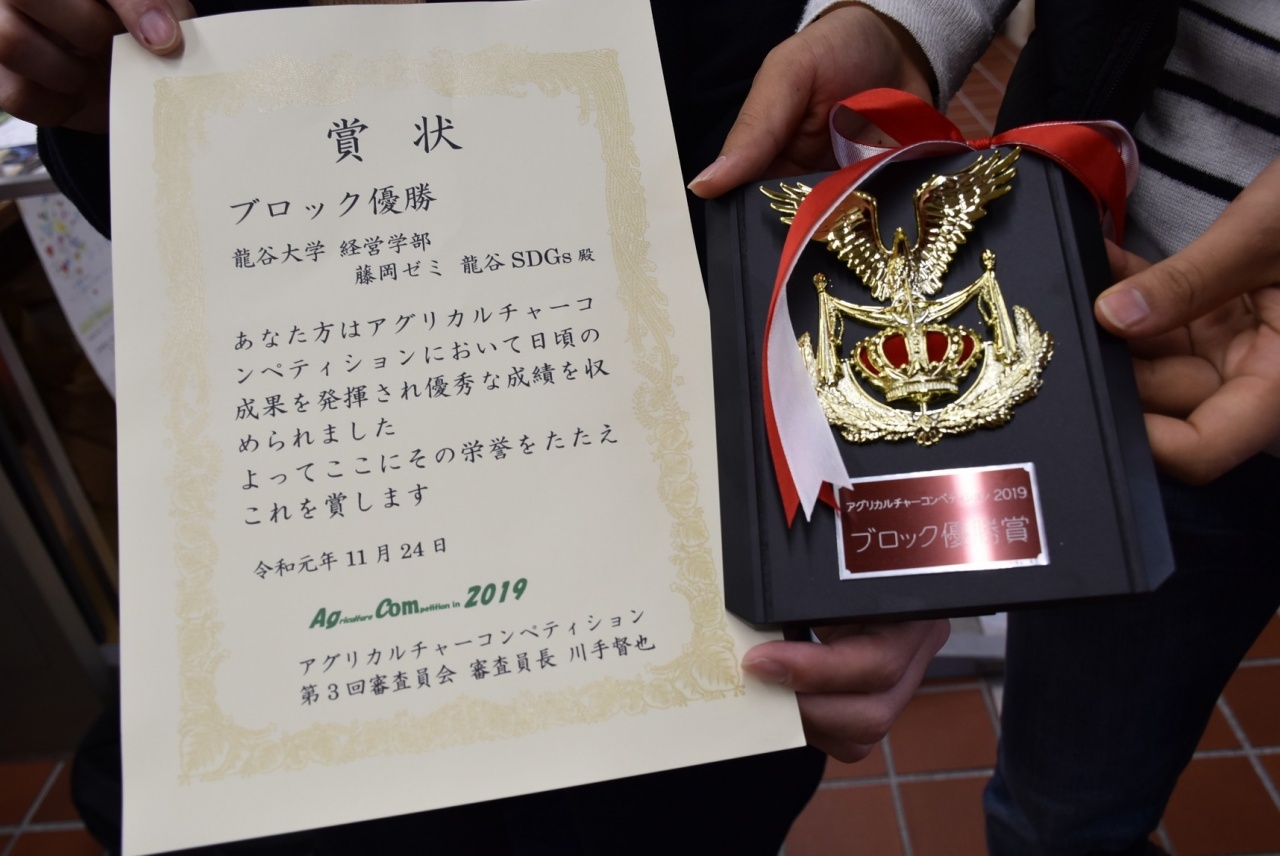 賞 状
ブロック優勝
龍谷大学 経営学部
藤岡ゼミ 龍谷 SDGs 殿
あなた方はアグリカルチャーコ
ンペティションにおいて日頃の
成果を発揮され優秀な成績を収
められました
よってここにその栄誉をたたえ
これを賞します
令和元年 11 月 24 日
Agriculture Competition in 2019
アグリカルチャーコンペティション
第3回審査員会 審査員長 川手督也
アグリカルチャーコンペティション 2019
ブロック優勝賞